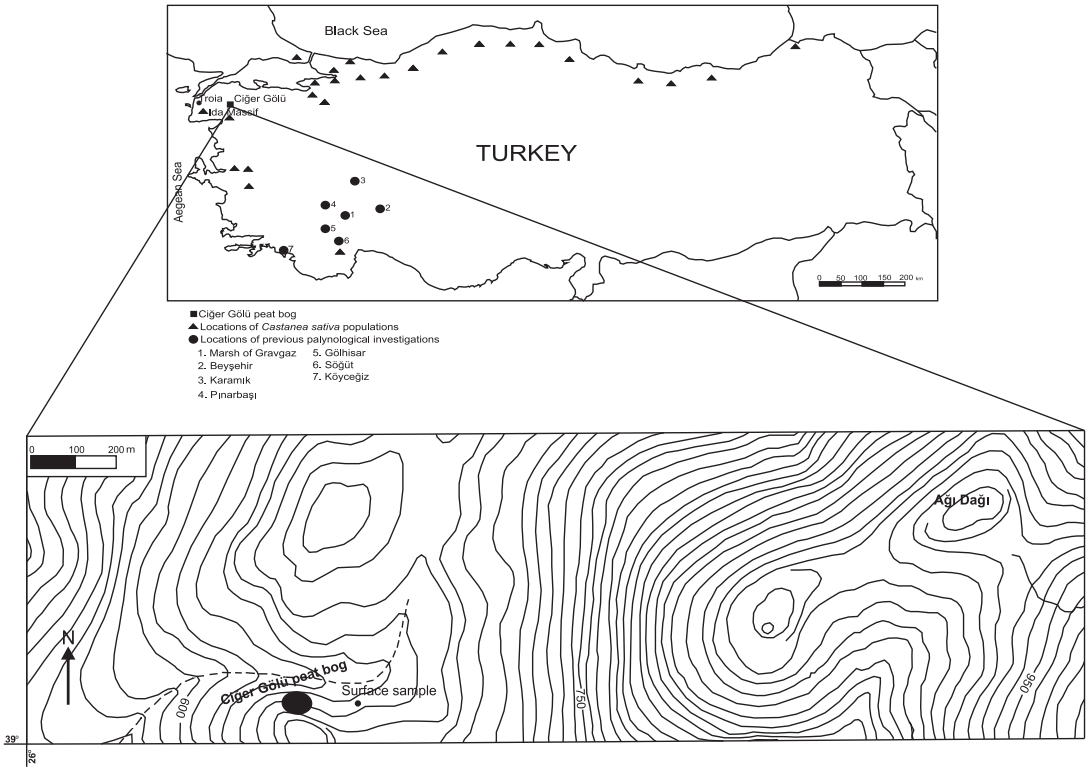 Black Sea
Troia
Ciğer Gölü
Ida Massif
TURKEY
Aegean Sea
3
4
2
1
5
6
7
0 50 100 150 200 km
Ciğer Gölü peat bog
Locations of Castanea sativa populations
Locations of previous palynological investigations
1. Marsh of Gravgaz
2. Beyşehir
3. Karamık
4. Pınarbaşı
5. Gölhisar
6. Söğüt
7. Köyceğiz
0 100 200 m
Ağı Dağı
N
Ciğer Gölü peat bog
Surface sample
600
750
950
39°
26°